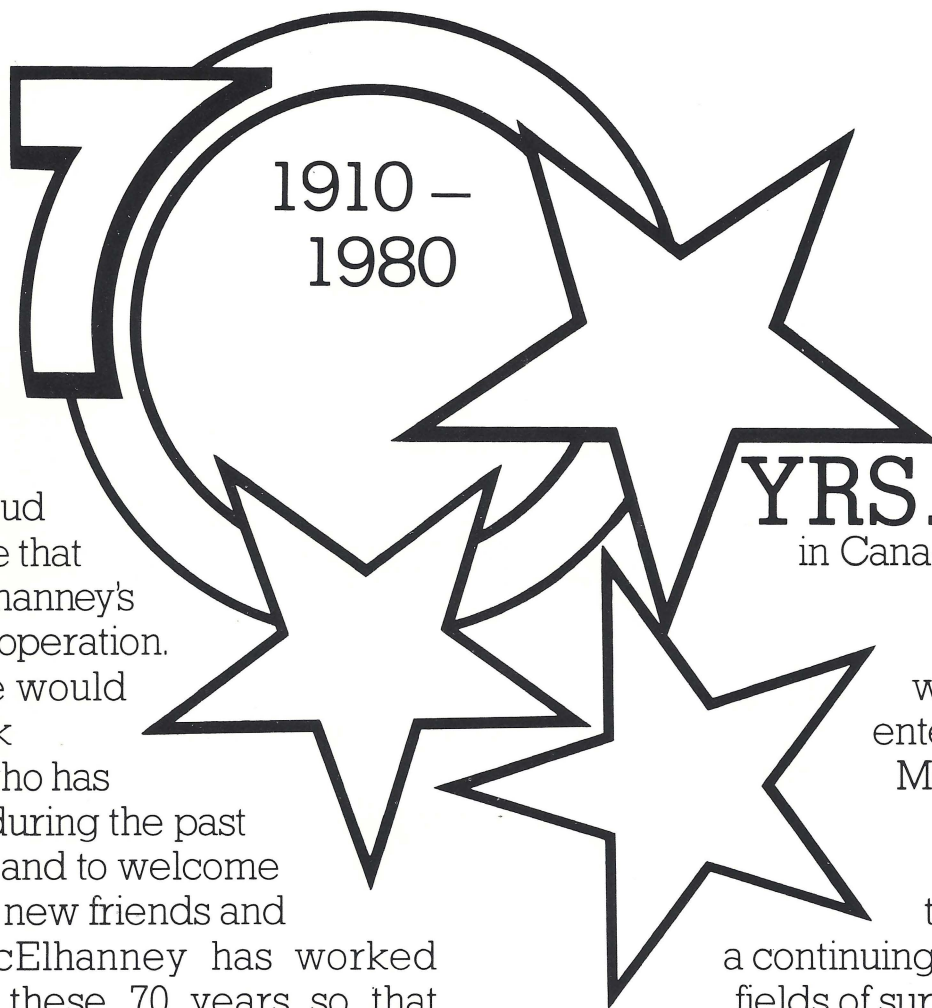 70
1910 –
1980
YRS.
in Cana
ud
e that
hanney's
operation.
e would
k
ho has
during the past
and to welcome
new friends and
cElhanney has worked
these 70 years so that
w
ente
M
t
a continuing
fields of sur